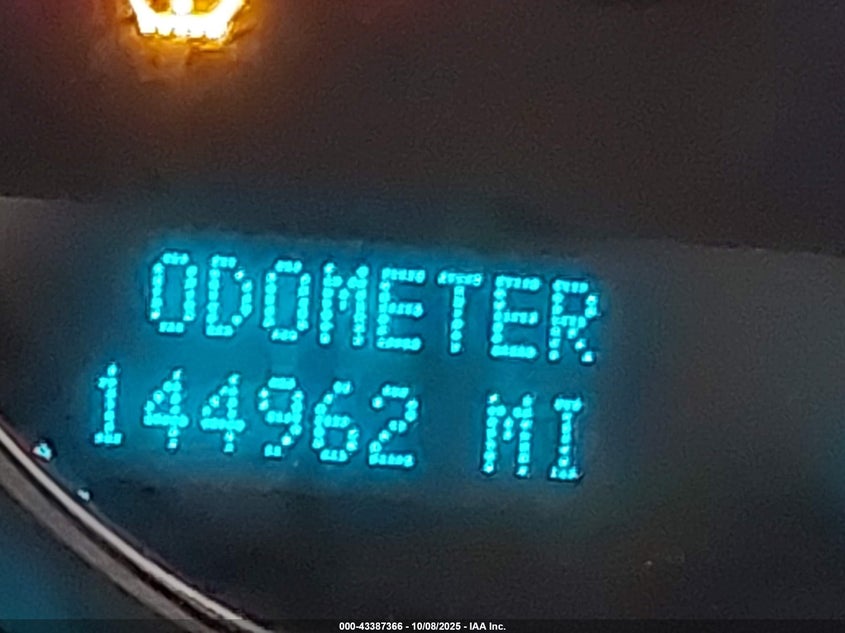 ODOMETER
144962 MI
000-43387366 - 10/08/2025 - IAA Inc.